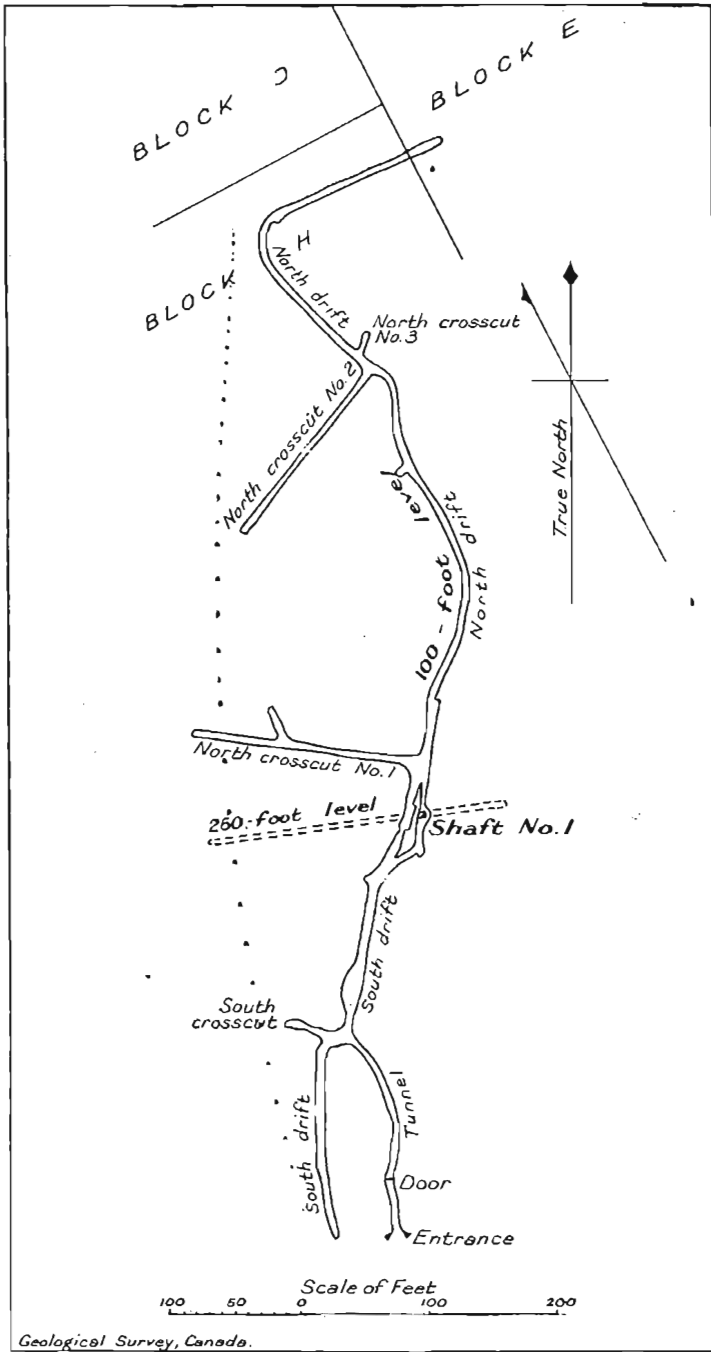 BLOCK D
BLOCK E
BLOCK H
North drift
North crosscut
No.3
North crosscut No.2
True North
100-foot level
North drift
North crosscut No.1
260-foot level
Shaft No.1
South drift
South
crosscut
South drift
Tunnel
Door
Entrance
Scale of Feet
100 50 0 100 200
Geological Survey, Canada.